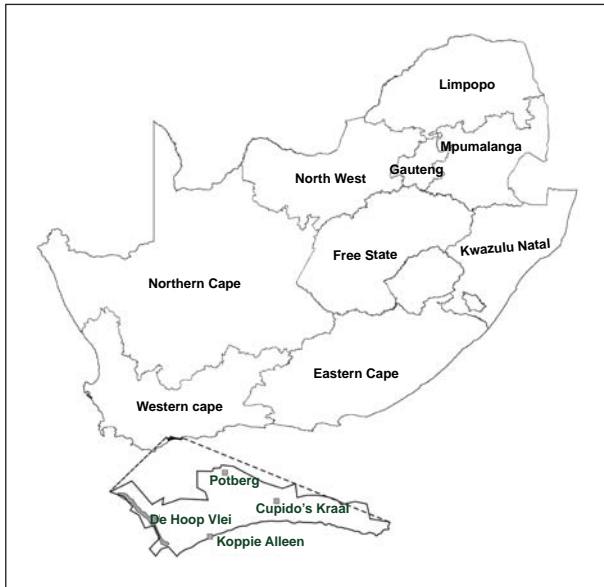 Limpopo
Mpumalanga
Gauteng
North West
Kwazulu Natal
Free State
Northern Cape
Eastern Cape
Western cape
Potberg
Cupido's Kraal
De Hoop Vlei
Koppie Alleen